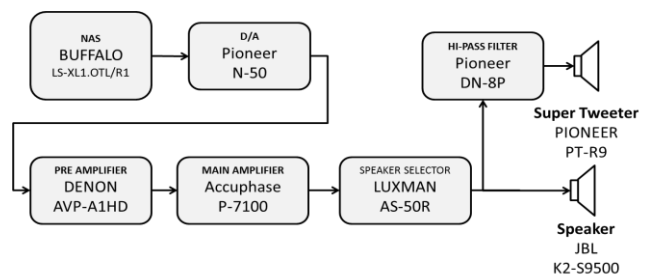 NAS
BUFFALO
LS-XL1.OTL/R1
D/A
Pioneer
N-50
HI-PASS FILTER
Pioneer
DN-8P
Super Tweeter
PIONEER
PT-R9
PRE AMPLIFIER
DENON
AVP-A1HD
MAIN AMPLIFIER
Accuphase
P-7100
SPEAKER SELECTOR
LUXMAN
AS-50R
Speaker
JBL
K2-S9500